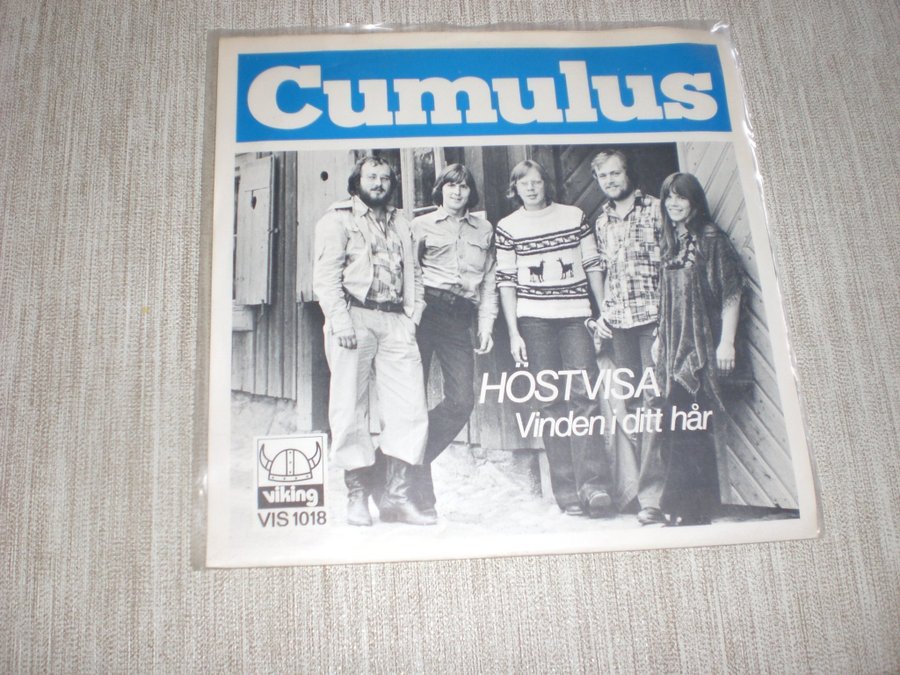 Cumulus
HÖSTVISA
Vinden i ditt hår
viking
VIS 1018